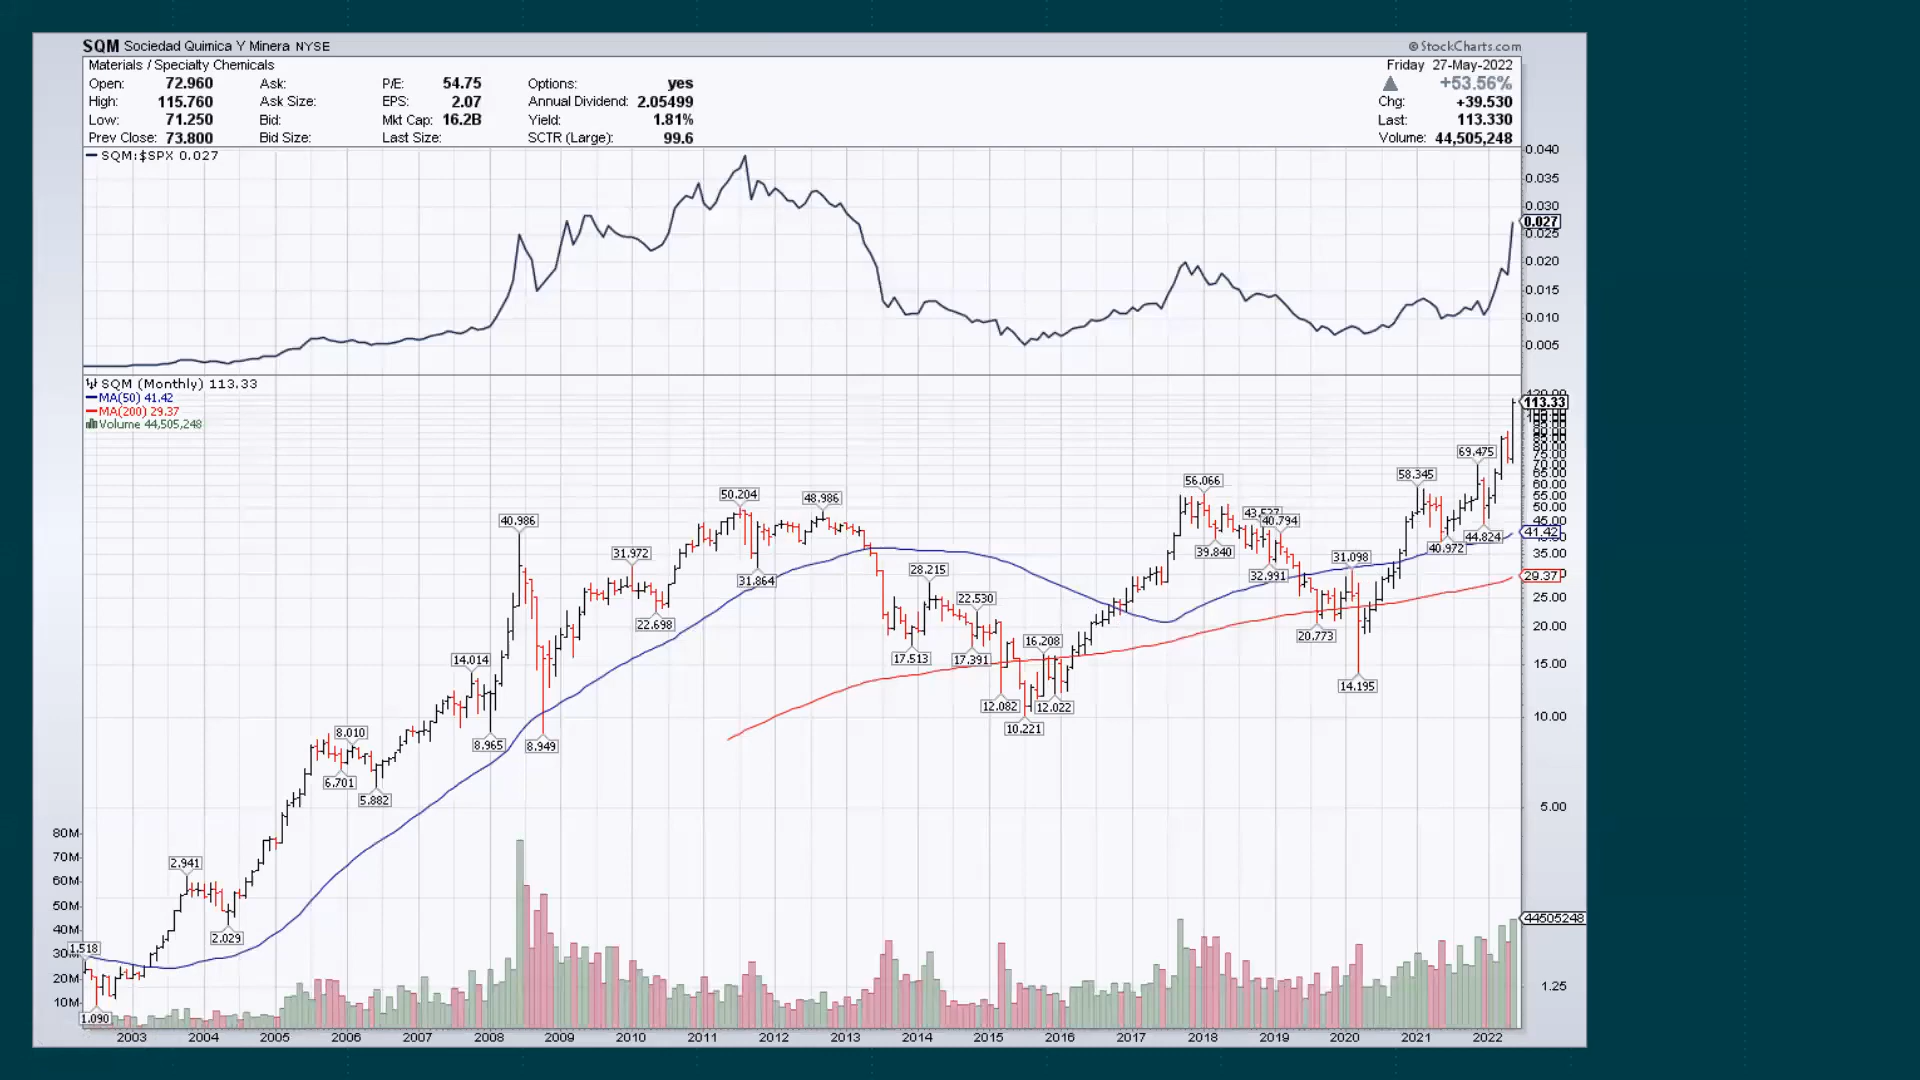 SQM Sociedad Quimica Y Minera NYSE
© StockCharts.com
Materials / Specialty Chemicals
Friday 27-May-2022
Open: 72.960 Ask: P/E: 54.75 Options: yes
+53.56%
High: 115.760 Ask Size: EPS: 2.07 Annual Dividend: 2.05499
Chg: +39.530
Low: 71.250 Bid: Mkt Cap: 16.2B Yield: 1.81%
Last: 113.330
Prev Close: 73.800 Bid Size: Last Size: SCTR (Large): 99.6
Volume: 44,505,248
SQM:$SPX 0.027
0.040
0.035
0.030
0.027
0.025
0.020
0.015
0.010
0.005
SQM (Monthly) 113.33
MA(50) 41.42
MA(200) 29.37
Volume 44,505,248
120.00
113.33
75.00
70.00
65.00
60.00
55.00
50.00
45.00
41.42
35.00
29.37
25.00
20.00
15.00
10.00
5.00
1.25
44505248
69.475
58.345
56.066
50.204
48.986
43.527
40.794
40.986
39.840
40.972
44.824
31.972
31.864
31.098
32.991
28.215
22.530
22.698
20.773
16.208
17.513
17.391
14.014
14.195
12.082
12.022
10.221
8.965
8.949
8.010
6.701
5.882
2.941
2.029
1.518
1.090
80M
70M
60M
50M
40M
30M
20M
10M
2003 2004 2005 2006 2007 2008 2009 2010 2011 2012 2013 2014 2015 2016 2017 2018 2019 2020 2021 2022